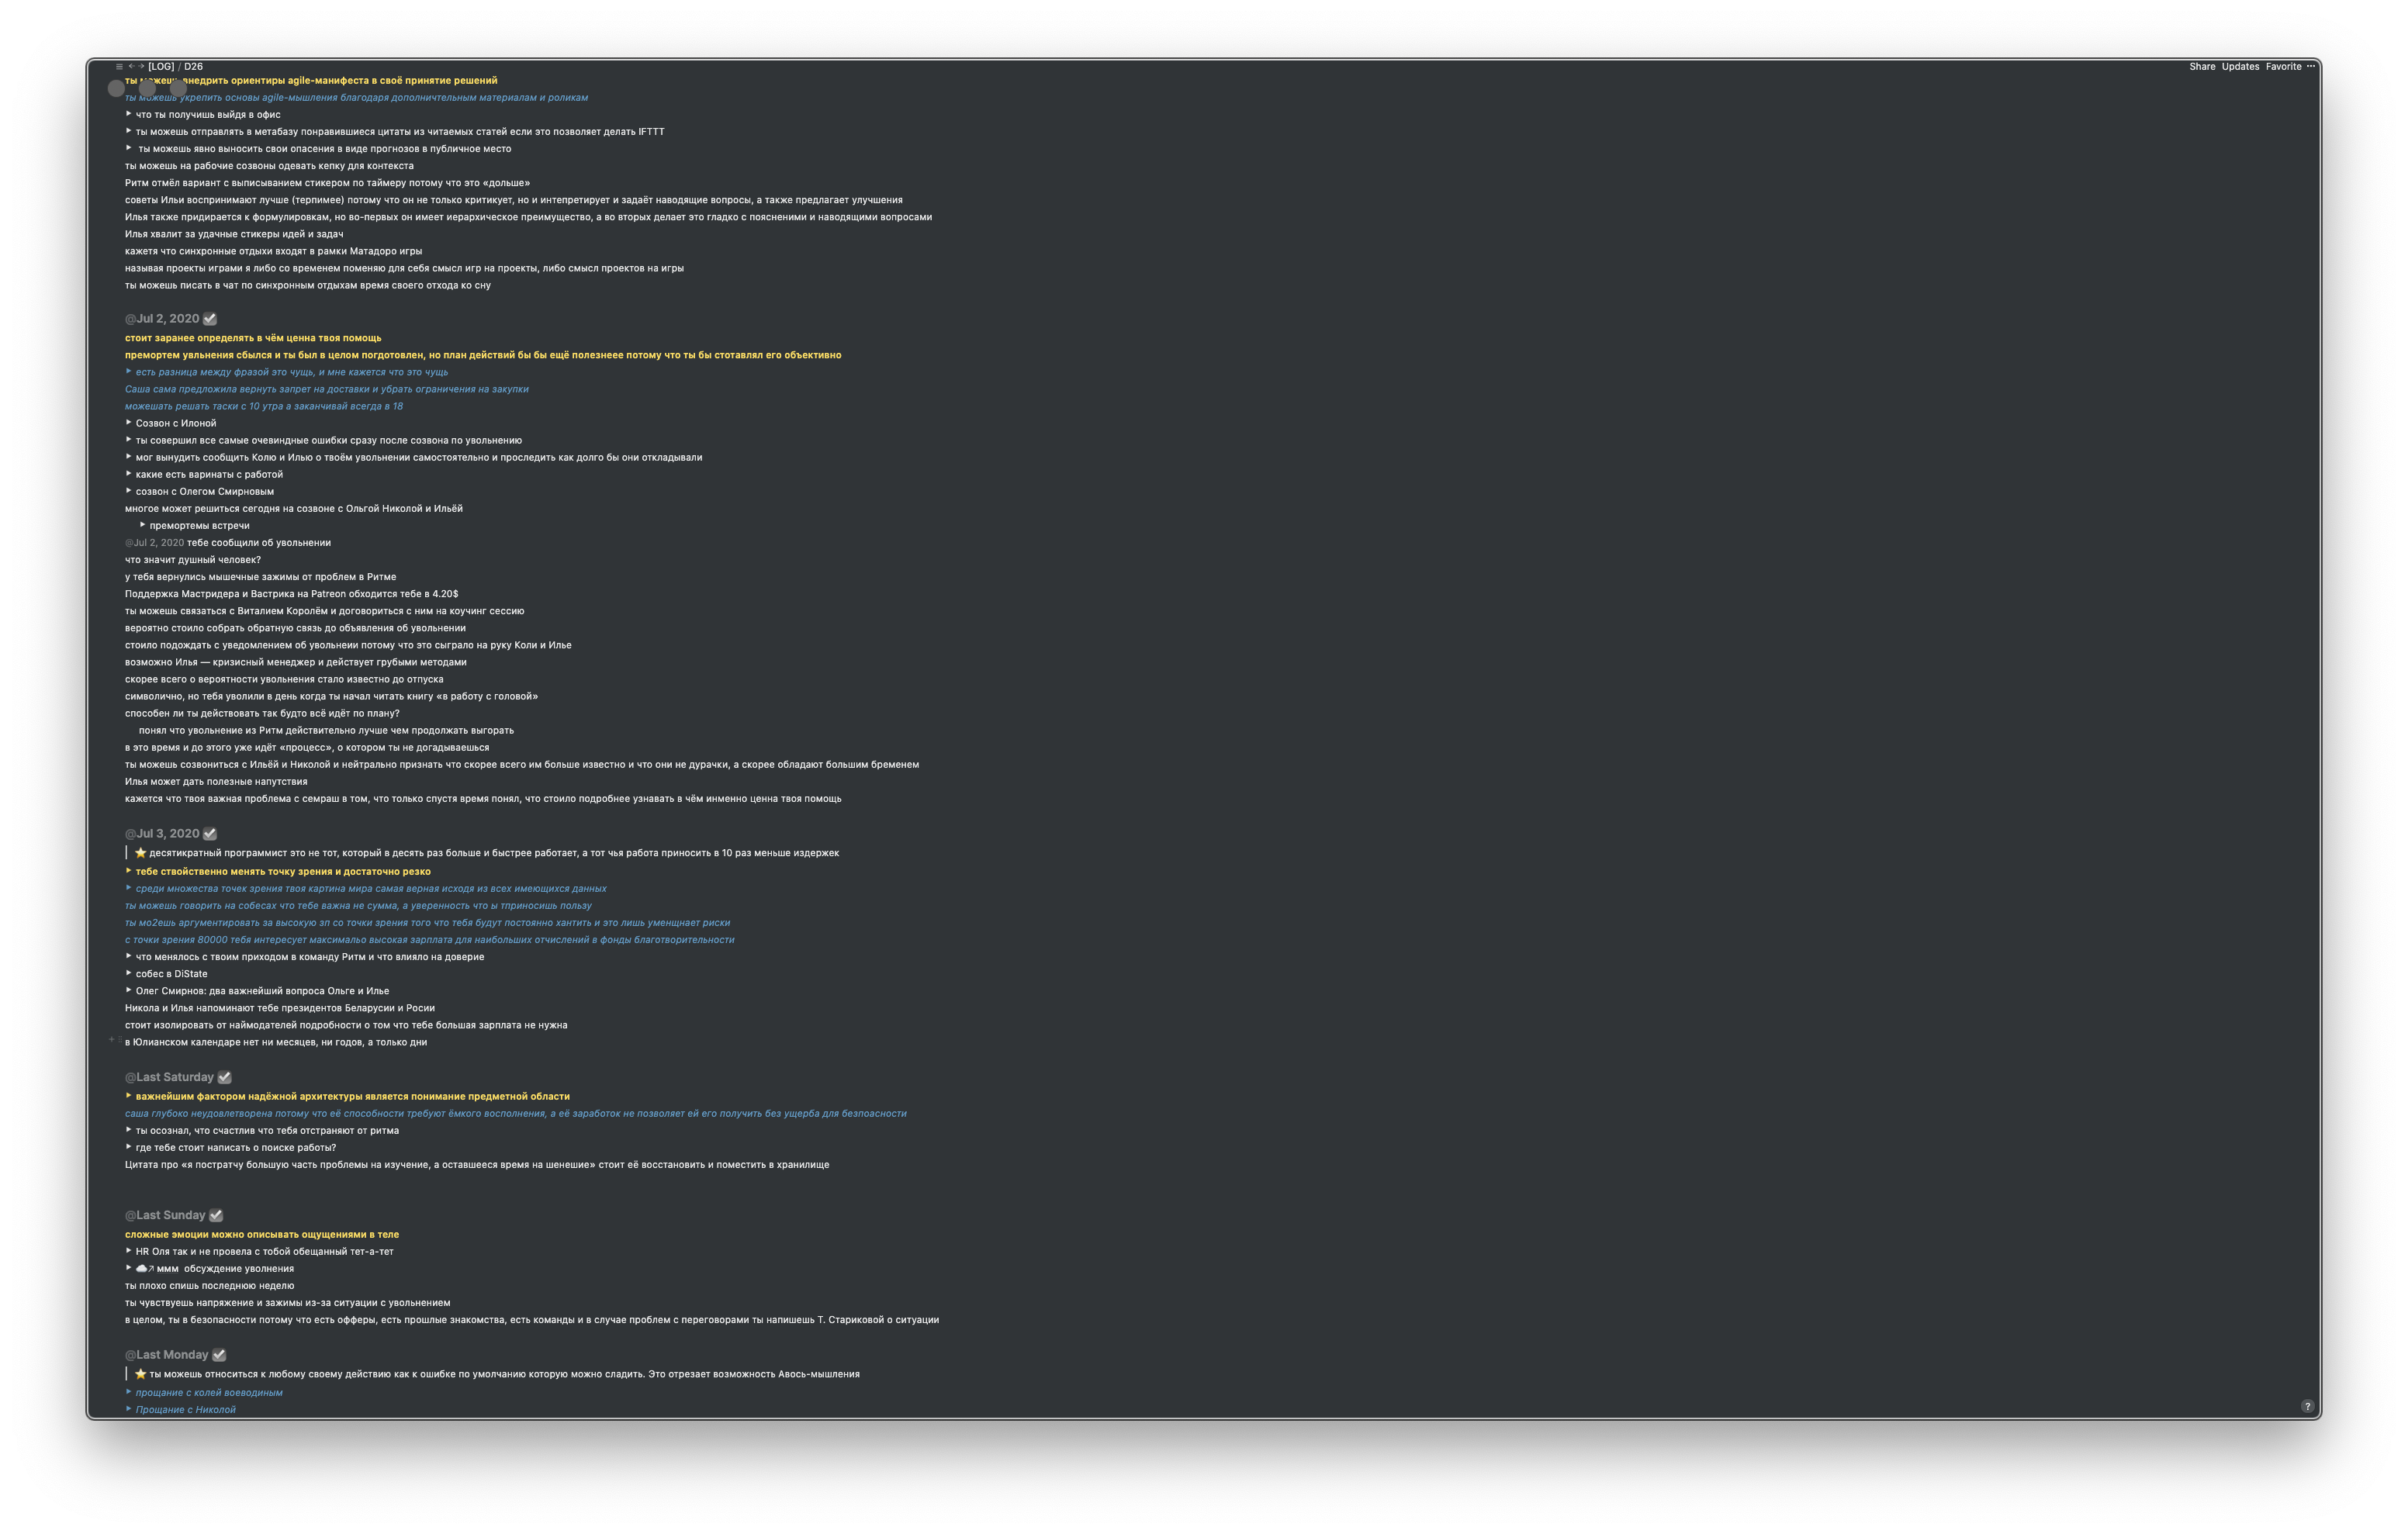 [LOG] / D26
Share Updates Favorite ···
ты можешь внедрить ориентиры agile-манифеста в своё принятие решений
ты можешь укрепить основы agile-мышления благодаря дополничтельным материалам и роликам
что ты получишь выйдя в офис
ты можешь отправлять в метабазу понравившиеся цитаты из читаемых статей если это позволяет делать IFTTT
ты можешь явно выносить свои опасения в виде прогнозов в публичное место
ты можешь на рабочие созвоны одевать кепку для контекста
Ритм отмёл вариант с выписыванием стикером по таймеру потому что это «дольше»
советы Ильи воспринимают лучше (терпимее) потому что он не только критикует, но и интепретирует и задаёт наводящие вопросы, а также предлагает улучшения
Илья также придирается к формулировкам, но во-первых он имеет иерархическое преимущество, а во вторых делает это гладко с поясненими и наводящими вопросами
Илья хвалит за удачные стикеры идей и задач
кажетя что синхронные отдыхи входят в рамки Матадоро игры
называя проекты играми я либо со временем поменяю для себя смысл игр на проекты, либо смысл проектов на игры
ты можешь писать в чат по синхронным отдыхам время своего отхода ко сну
@Jul 2, 2020
стоит заранее определять в чём ценна твоя помощь
премортем увльнения сбылся и ты был в целом погдотовлен, но план действий бы бы ещё полезнеее потому что ты бы стотавлял его объективно
есть разница между фразой это чущь, и мне кажется что это чущь
Саша сама предложила вернуть запрет на доставки и убрать ограничения на закупки
можешать решать таски с 10 утра а заканчивай всегда в 18
Созвон с Илоной
ты совершил все самые очевиндные ошибки сразу после созвона по увольнению
мог вынудить сообщить Колю и Илью о твоём увольнении самостоятельно и проследить как долго бы они откладывали
какие есть варинаты с работой
созвон с Олегом Смирновым
многое может решиться сегодня на созвоне с Ольгой Николой и Ильёй
премортемы встречи
@Jul 2, 2020 тебе сообщили об увольнении
что значит душный человек?
у тебя вернулись мышечные зажимы от проблем в Ритме
Поддержка Мастридера и Вастрика на Patreon обходится тебе в 4.20$
ты можешь связаться с Виталием Королём и договориться с ним на коучинг сессию
вероятно стоило собрать обратную связь до объявления об увольнении
стоило подождать с уведомлением об увольнеии потому что это сыграло на руку Коли и Илье
возможно Илья — кризисный менеджер и действует грубыми методами
скорее всего о вероятности увольнения стало известно до отпуска
символично, но тебя уволили в день когда ты начал читать книгу «в работу с головой»
способен ли ты действовать так будто всё идёт по плану?
понял что увольнение из Ритм действительно лучше чем продолжать выгорать
в это время и до этого уже идёт «процесс», о котором ты не догадываешься
ты можешь созвониться с Ильёй и Николой и нейтрально признать что скорее всего им больше известно и что они не дурачки, а скорее обладают большим бременем
Илья может дать полезные напутствия
кажется что твоя важная проблема с семраш в том, что только спустя время понял, что стоило подробнее узнавать в чём инменно ценна твоя помощь
@Jul 3, 2020
⭐ десятикратный программист это не тот, который в десять раз больше и быстрее работает, а тот чья работа приносить в 10 раз меньше издержек
тебе ствойственно менять точку зрения и достаточно резко
среди множества точек зрения твоя картина мира самая верная исходя из всех имеющихся данных
ты можешь говорить на собесах что тебе важна не сумма, а уверенность что ы тприносишь пользу
ты мо2ешь аргументировать за высокую зп со точки зрения того что тебя будут постоянно хантить и это лишь уменщнает риски
с точки зрения 80000 тебя интересует максимальо высокая зарплата для наибольших отчислений в фонды благотворительности
что менялось с твоим приходом в команду Ритм и что влияло на доверие
собес в DiState
Олег Смирнов: два важнейший вопроса Ольге и Илье
Никола и Илья напоминают тебе президентов Беларусии и Росии
стоит изолировать от наймодателей подробности о том что тебе большая зарплата не нужна
в Юлианском календаре нет ни месяцев, ни годов, а только дни
@Last Saturday
важнейшим фактором надёжной архитектуры является понимание предметной области
саша глубоко неудовлетворена потому что её способности требуют ёмкого восполнения, а её заработок не позволяет ей его получить без ущерба для безпоасности
ты осознал, что счастлив что тебя отстраняют от ритма
где тебе стоит написать о поиске работы?
Цитата про «я постратчу большую часть проблемы на изучение, а оставшееся время на шенешие» стоит её восстановить и поместить в хранилище
@Last Sunday
сложные эмоции можно описывать ощущениями в теле
HR Оля так и не провела с тобой обещанный тет-а-тет
ммм обсуждение уволнения
ты плохо спишь последнюю неделю
ты чувствуешь напряжение и зажимы из-за ситуации с увольнением
в целом, ты в безопасности потому что есть офферы, есть прошлые знакомства, есть команды и в случае проблем с переговорами ты напишешь Т. Стариковой о ситуации
@Last Monday
⭐ ты можешь относиться к любому своему действию как к ошибке по умолчанию которую можно сладить. Это отрезает возможность Авось-мышления
прощание с колей воеводиным
Прощание с Николой
?